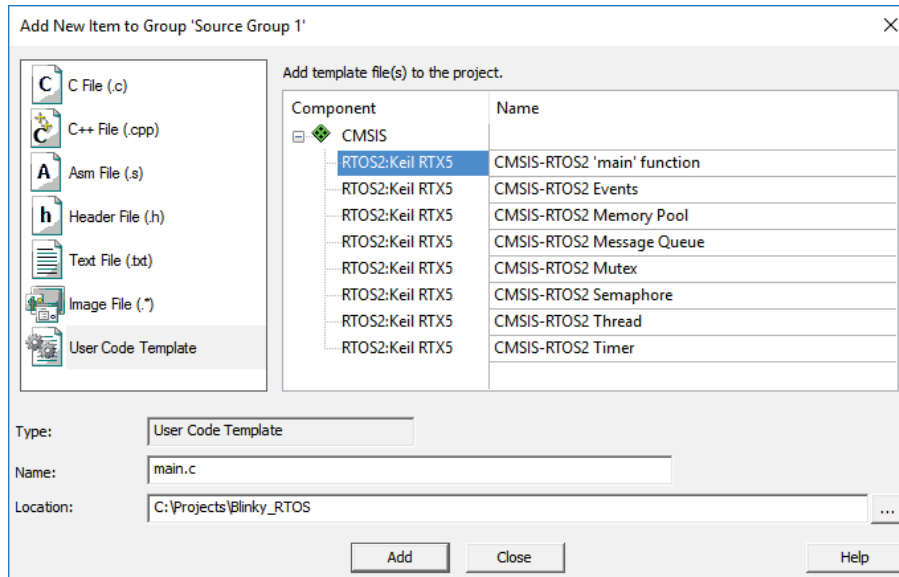 Add New Item to Group 'Source Group 1'
C File (.c)
C++ File (.cpp)
Asm File (.s)
Header File (.h)
Text File (.txt)
Image File (.*)
User Code Template
Add template file(s) to the project.
Component Name
CMSIS
RTOS2:Keil RTX5 CMSIS-RTOS2 'main' function
RTOS2:Keil RTX5 CMSIS-RTOS2 Events
RTOS2:Keil RTX5 CMSIS-RTOS2 Memory Pool
RTOS2:Keil RTX5 CMSIS-RTOS2 Message Queue
RTOS2:Keil RTX5 CMSIS-RTOS2 Mutex
RTOS2:Keil RTX5 CMSIS-RTOS2 Semaphore
RTOS2:Keil RTX5 CMSIS-RTOS2 Thread
RTOS2:Keil RTX5 CMSIS-RTOS2 Timer
Type: User Code Template
Name: main.c
Location: C:\Projects\Blinky_RTOS ...
Add Close Help